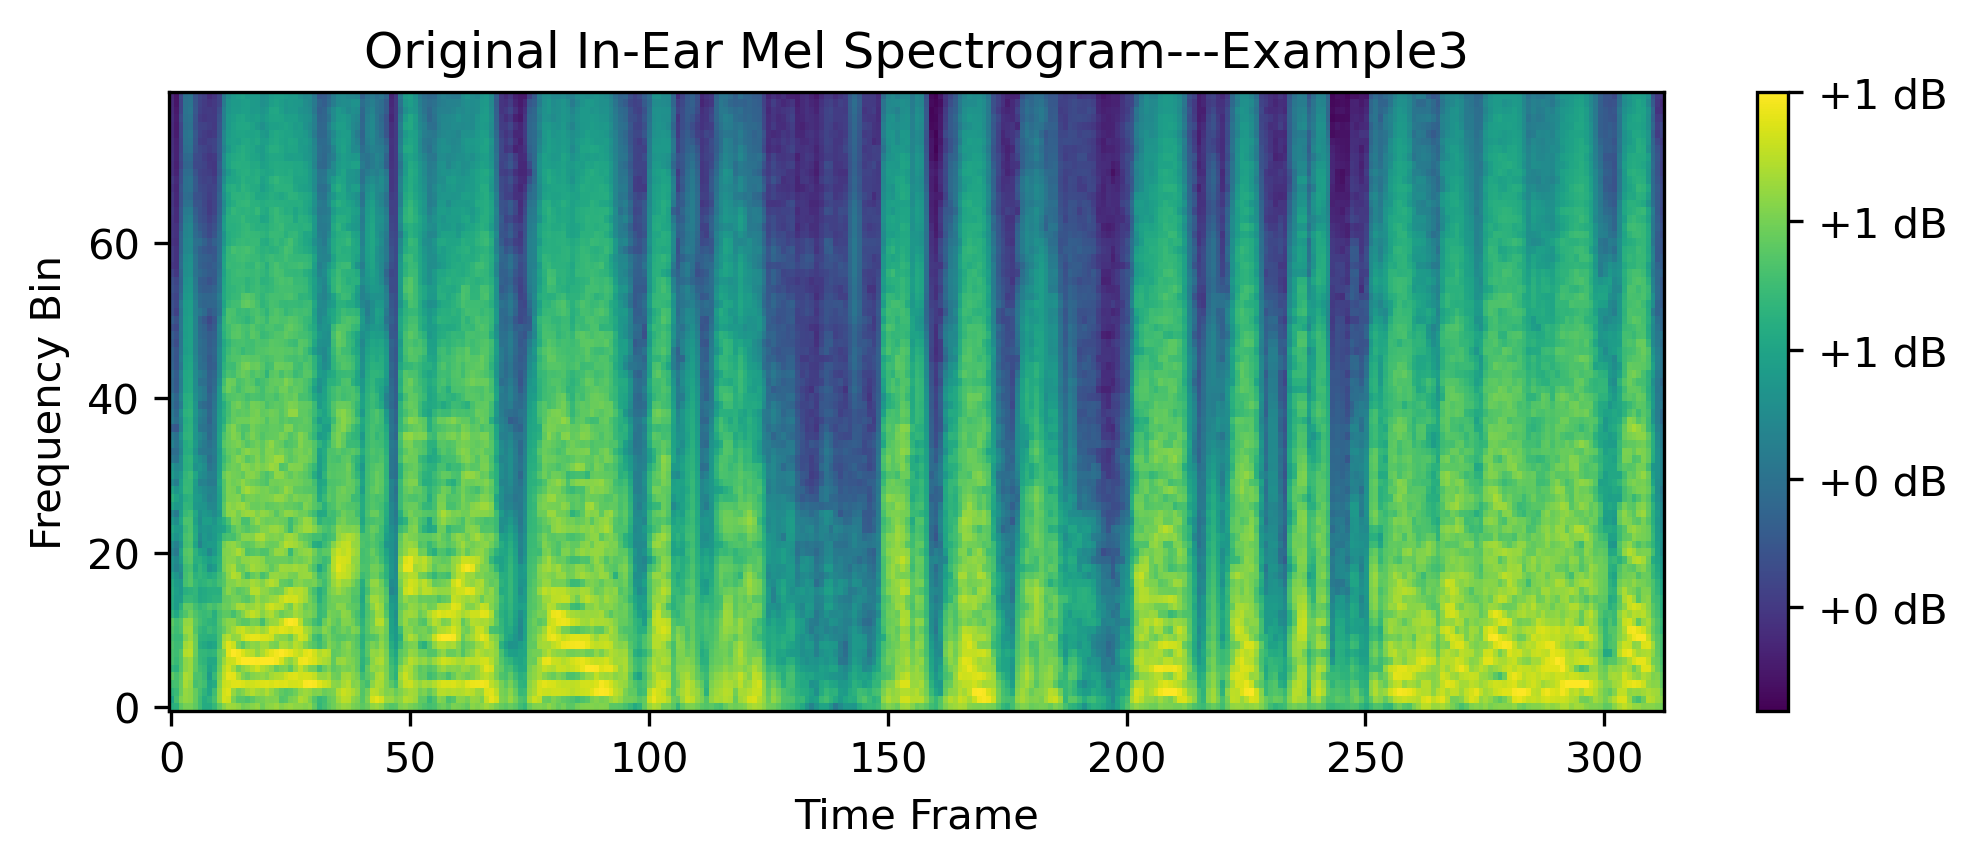 Original In-Ear Mel Spectrogram---Example3
+1 dB
+1 dB
+1 dB
+0 dB
+0 dB
Frequency Bin
60
40
20
0
0 50 100 150 200 250 300
Time Frame